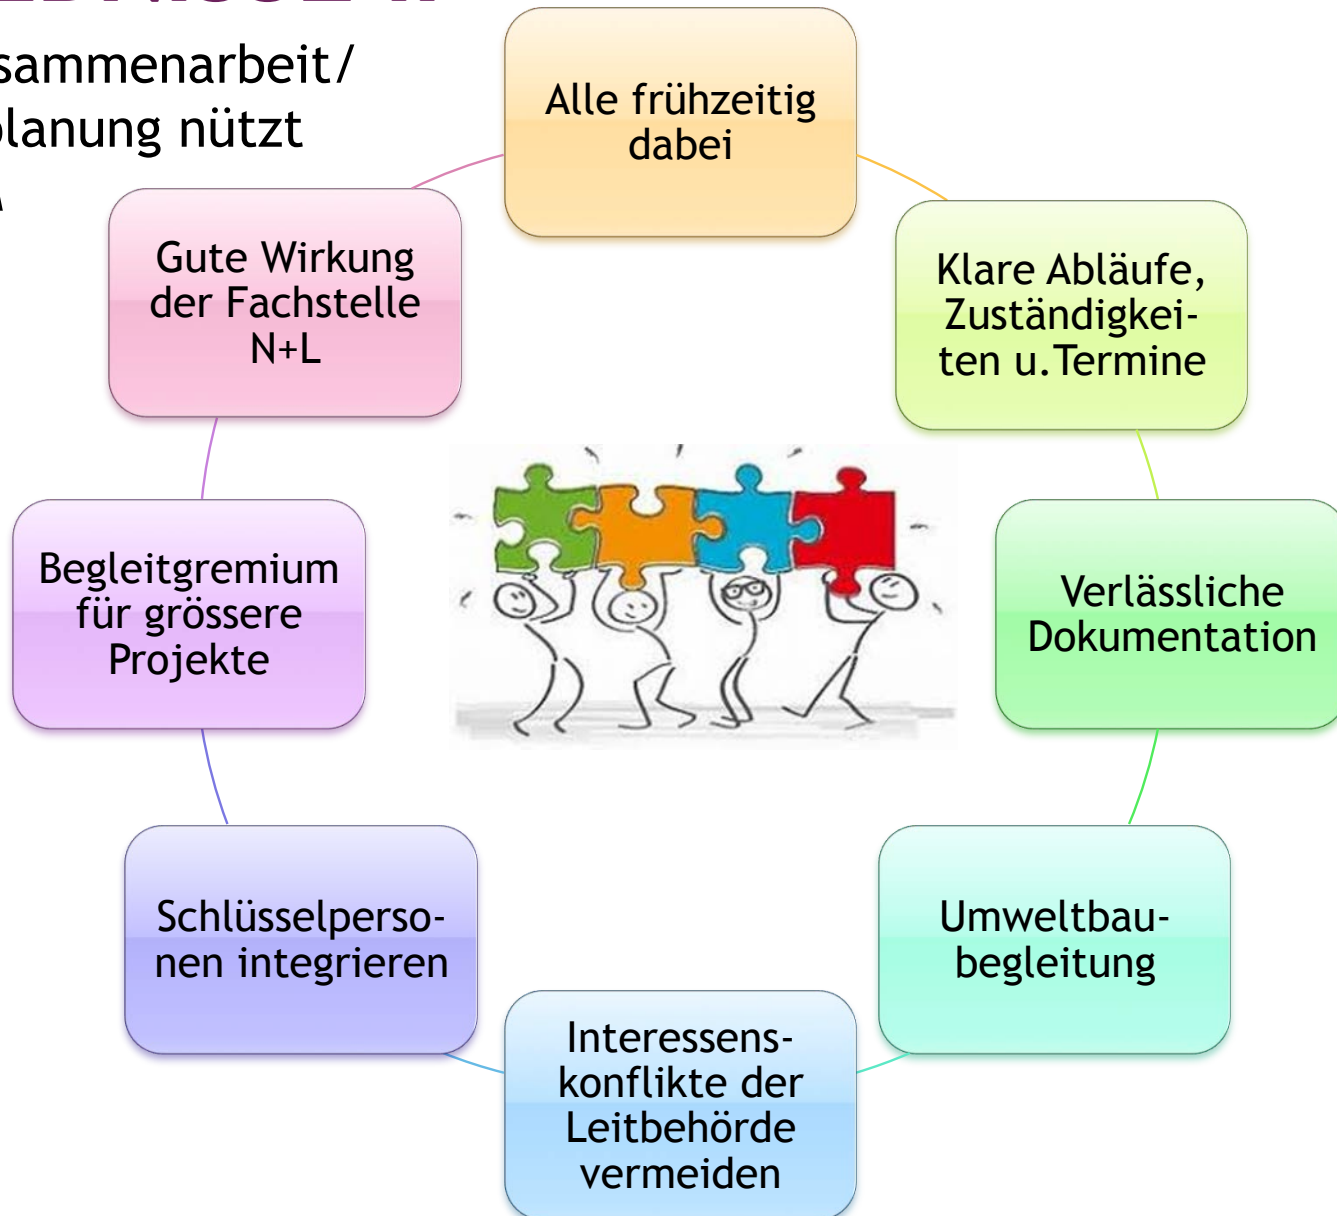 sammenarbeit/
planung nützt
Alle frühzeitig
dabei
Klare Abläufe,
Zuständigkei-
ten u.Termine
Verlässliche
Dokumentation
Umweltbau-
begleitung
Interessens-
konflikte der
Leitbehörde
vermeiden
Schlüsselperso-
nen integrieren
Begleitgremium
für grössere
Projekte
Gute Wirkung
der Fachstelle
N+L